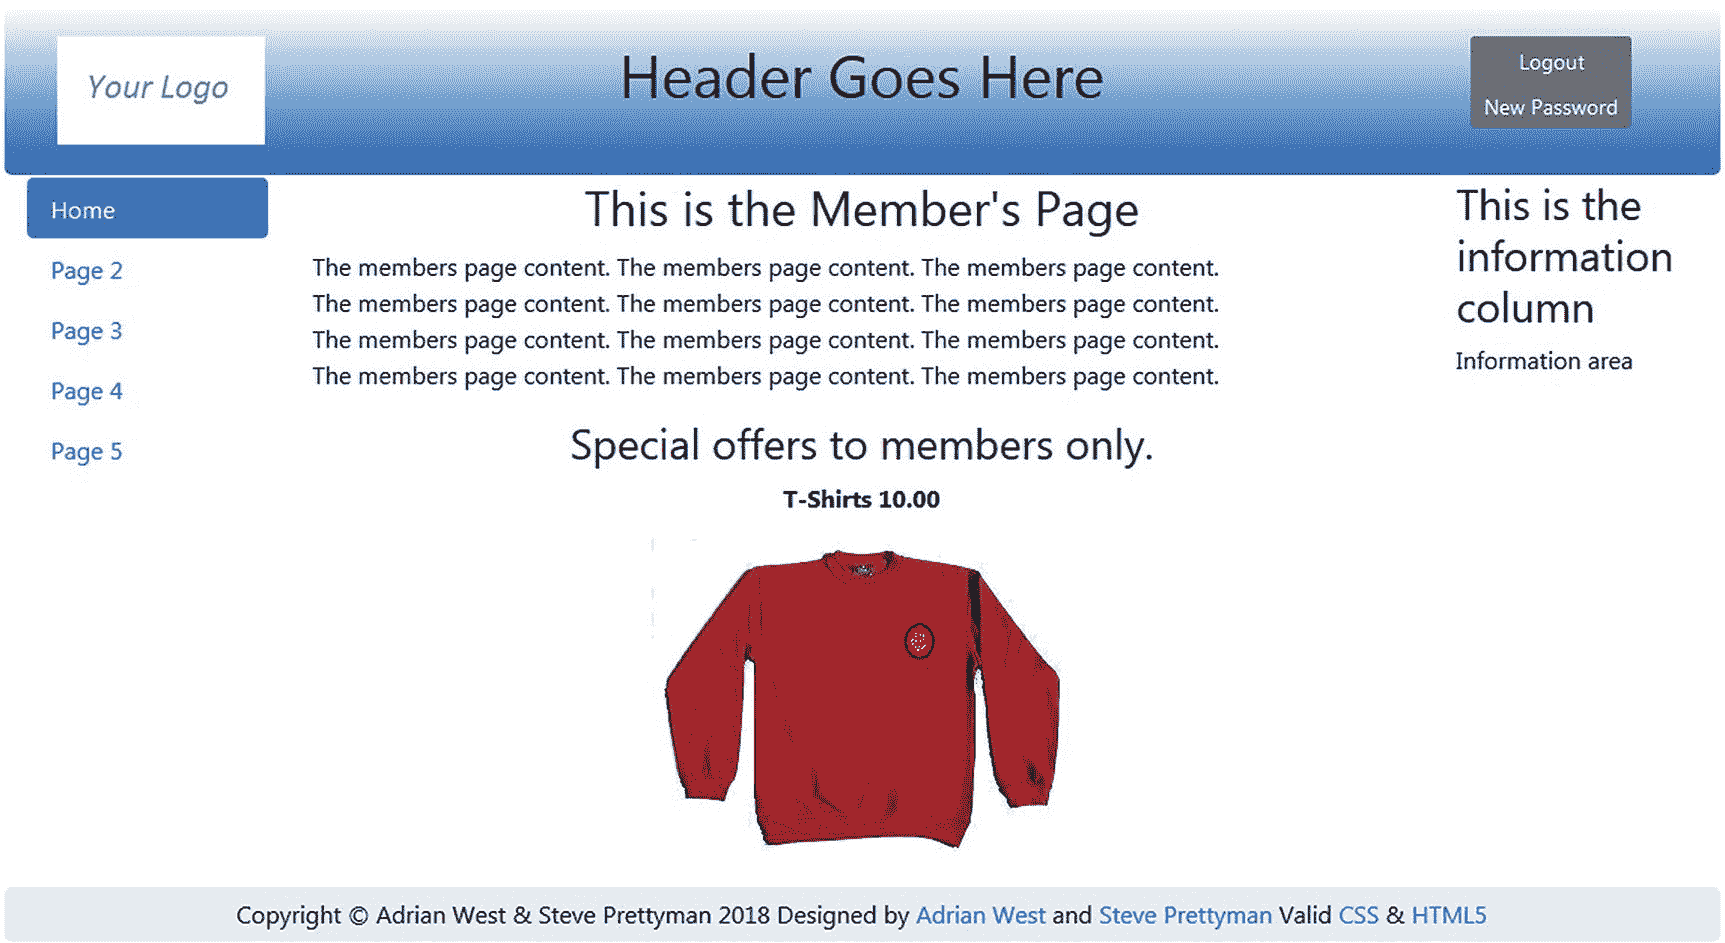 Your Logo
Header Goes Here
Logout
New Password
Home
Page 2
Page 3
Page 4
Page 5
This is the Member's Page
The members page content. The members page content. The members page content.
The members page content. The members page content. The members page content.
The members page content. The members page content. The members page content.
The members page content. The members page content. The members page content.
Special offers to members only.
T-Shirts 10.00
This is the
information
column
Information area
Copyright © Adrian West & Steve Prettyman 2018 Designed by Adrian West and Steve Prettyman Valid CSS & HTML5